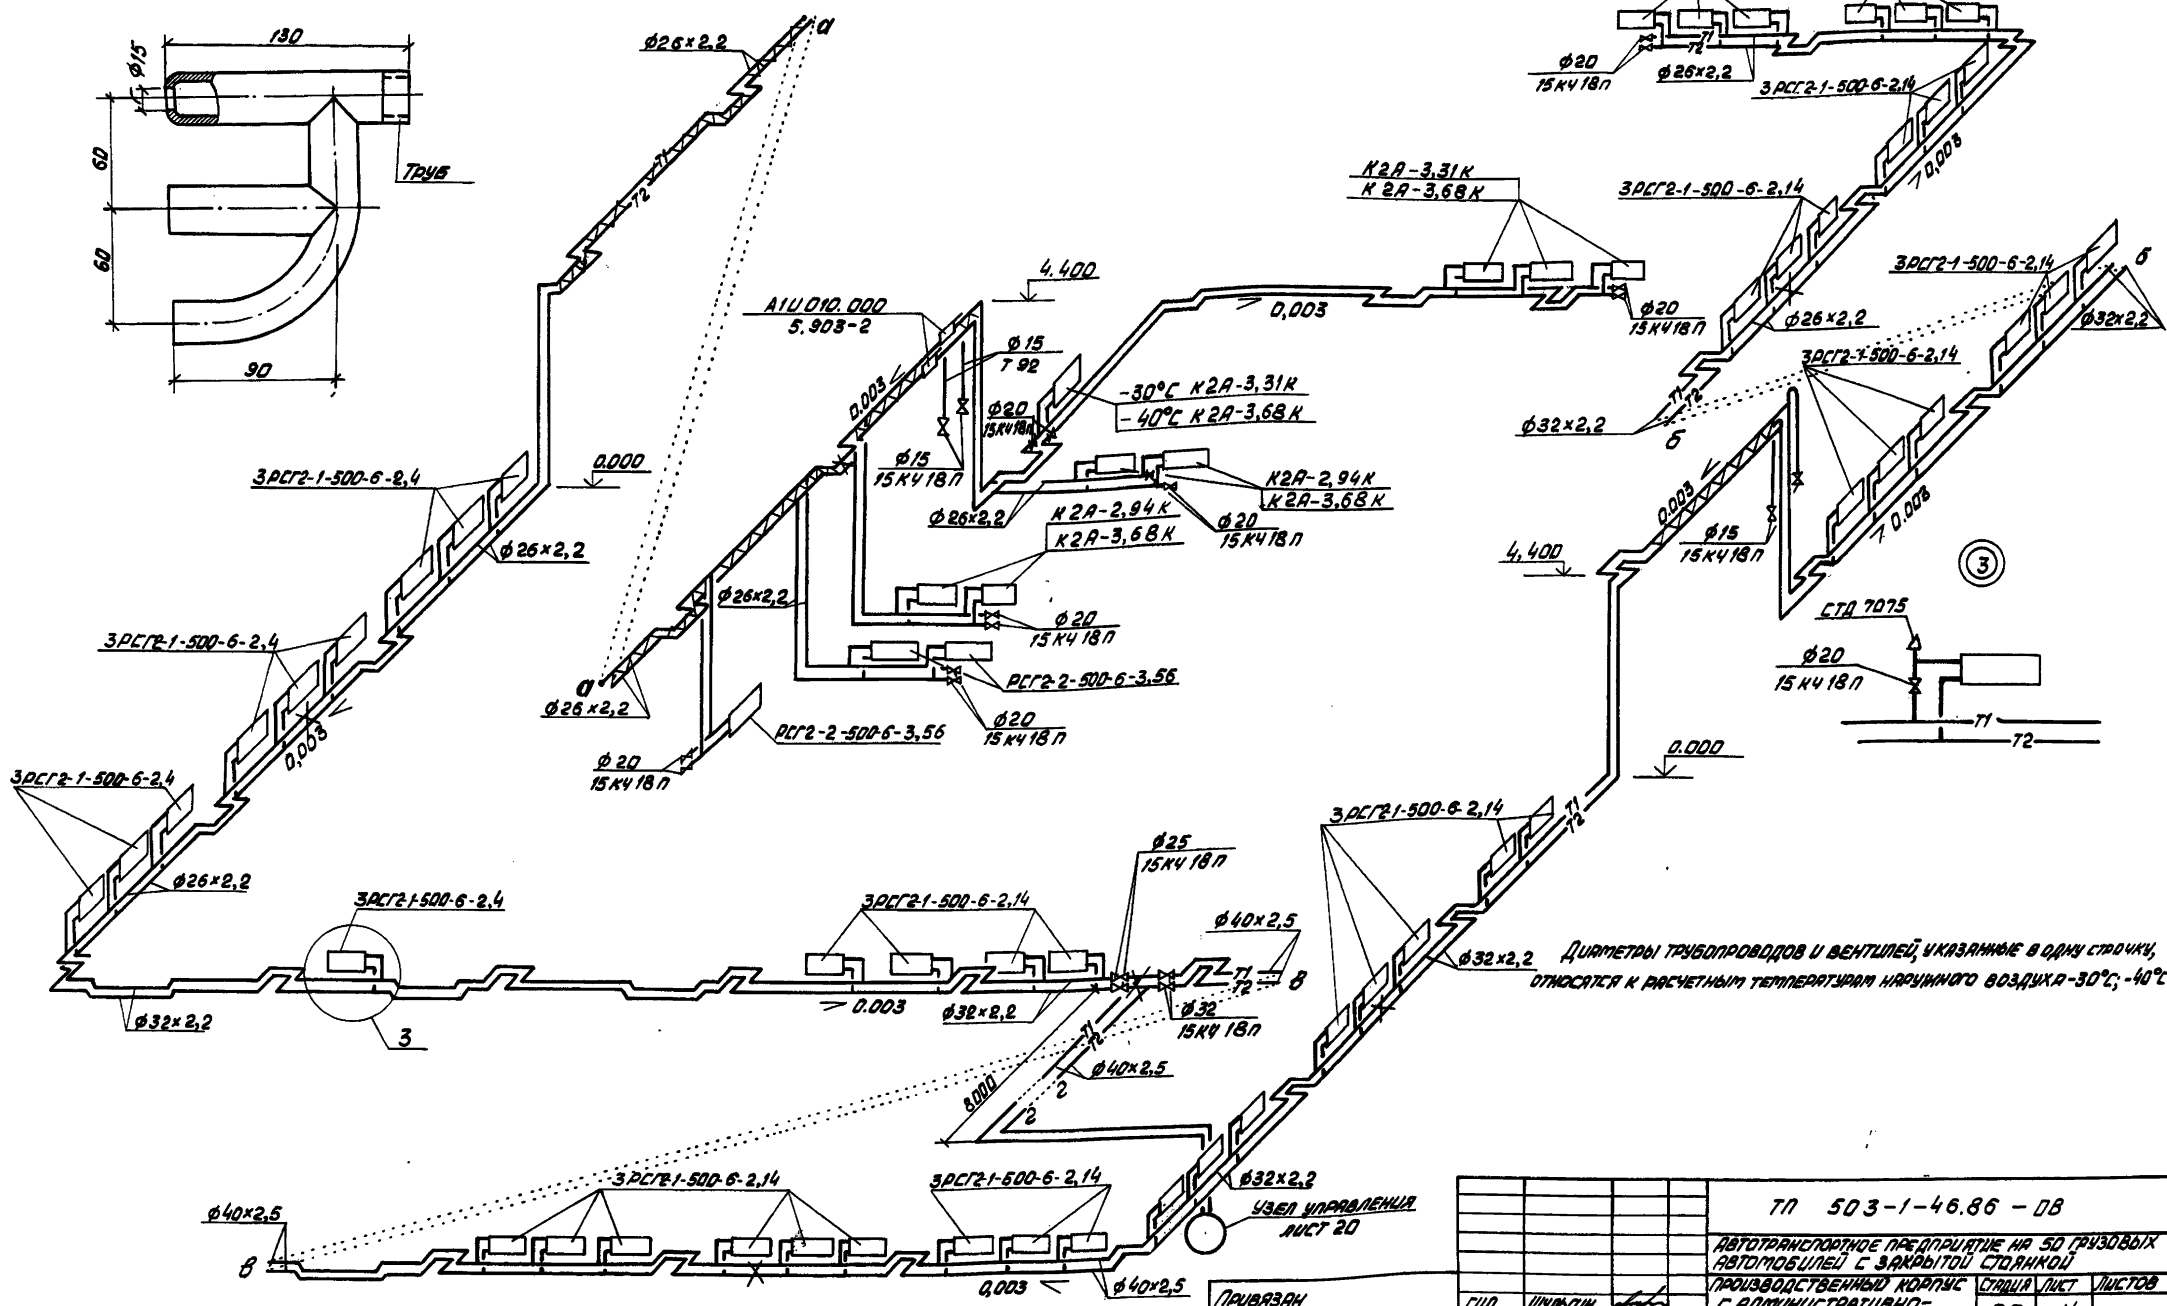 130
Ф15
60
60
90
ТРУБ
Ф26×2,2
а
Т1
Т2
Ф20
15КЧ18П
Т1
Т2
Ф26×2,2
3РСГ2-1-500-6-2,14
0,003
К2А-3,31К
К2А-3,68К
3РСГ2-1-500-6-2,14
4.400
0,003
Ф20
15КЧ18П
Ф26×2,2
3РСГ2-1-500-6-2,14
б
Ф32×2,2
А1И010.000
5.903-2
Ф15
Т 92
0.003
-30°С К2А-3,31К
-40°С К2А-3,68К
Ф20
15КЧ18П
Ф15
15КЧ18П
Т1
Т2
Ф32×2,2
б
3РСГ2-1-500-6-2,14
3РСГ2-1-500-6-2,4
0.000
Ф26×2,2
Ф26×2,2
К2А-2,94К
К2А-3,68К
Ф20
15КЧ18П
К2А-2,94К
К2А-3,68К
0.003
Ф15
15КЧ18П
0.003
4,400
3
СТД 7075
Ф20
15КЧ18П
Т1
Т2
Ф26×2,2
Ф20
15КЧ18П
РСГ2-2-500-6-3,56
Ф20
15КЧ18П
а
Ф26×2,2
РСГ2-2-500-6-3,56
Ф20
15КЧ18П
3РСГ2-1-500-6-2,4
0,003
0.000
3РСГ2-1-500-6-2,4
Ф26×2,2
3РСГ2-1-500-6-2,14
Т1
Т2
Ф25
15КЧ18П
3РСГ2-1-500-6-2,4
3РСГ2-1-500-6-2,14
Ф40×2,5
Т1
Т2
в
Ф32×2,2
3
0.003
Ф32×2,2
Ф32
15КЧ18П
Ф32×2,2
ДИАМЕТРЫ ТРУБОПРОВОДОВ И ВЕНТИЛЕЙ, УКАЗАННЫЕ В ОДНУ СТРОЧКУ,
ОТНОСЯТСЯ К РАСЧЕТНЫМ ТЕМПЕРАТУРАМ НАРУЖНОГО ВОЗДУХА -30°С; -40°С
Т1
Т2
Ф40×2,5
8.000
г
г
3РСГ2-1-500-6-2,14
3РСГ2-1-500-6-2,14
Ф32×2,2
УЗЕЛ УПРАВЛЕНИЯ
ЛИСТ 20
Ф40×2,5
в
0,003
Ф40×2,5
ТП 503-1-46.86 - ОВ
АВТОТРАНСПОРТНОЕ ПРЕДПРИЯТИЕ НА 50 ГРУЗОВЫХ
АВТОМОБИЛЕЙ С ЗАКРЫТОЙ СТОЯНКОЙ
ПРИВЯЗАН
ГИП ШУЛЬГИН
ПРОИЗВОДСТВЕННЫЙ КОРПУС
С АДМИНИСТРАТИВНО-
СТАДИЯ ЛИСТ ЛИСТОВ